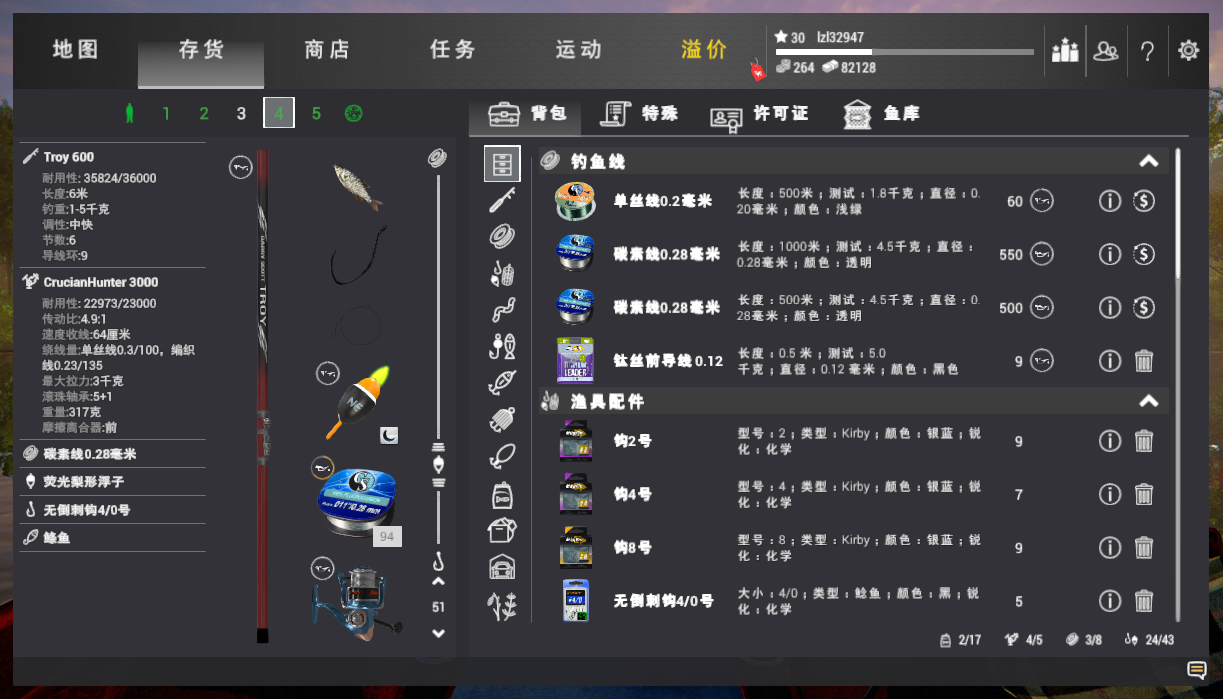 地图
存货
商店
任务
运动
溢价
30 lzl32947
264 82128
1
2
3
4
5
背包
特殊
许可证
鱼库
Troy 600
耐用性: 35824/36000
长度:6米
钓重:1-5千克
调性:中快
节数:6
导线环:9
CrucianHunter 3000
耐用性: 22973/23000
传动比:4.9:1
速度收线:64厘米
绕线量:单丝线0.3/100，编织
线0.23/135
最大拉力:3千克
滚珠轴承:5+1
重量:317克
摩擦离合器:前
碳素线0.28毫米
荧光梨形浮子
无倒刺钩4/0号
鲦鱼
TROY
94
51
钓鱼线
单丝线0.2毫米
长度：500米；测试：1.8千克；直径：0.
20毫米；颜色：浅绿
60
碳素线0.28毫米
长度：1000米；测试：4.5千克；直径：
0.28毫米；颜色：透明
550
碳素线0.28毫米
长度：500米；测试：4.5千克；直径：0.
28毫米；颜色：透明
500
LEADER
钛丝前导线 0.12
长度：0.5 米；测试：5.0
千克；直径：0.12 毫米；颜色：黑色
9
渔具配件
钩2号
型号：2；类型：Kirby；颜色：银蓝；锐
化：化学
9
钩4号
型号：4；类型：Kirby；颜色：银蓝；锐
化：化学
7
钩8号
型号：8；类型：Kirby；颜色：银蓝；锐
化：化学
9
#4/0
无倒刺钩4/0号
大小：4/0；类型：鲶鱼；颜色：黑；锐
化：化学
5
2/17
4/5
3/8
24/43